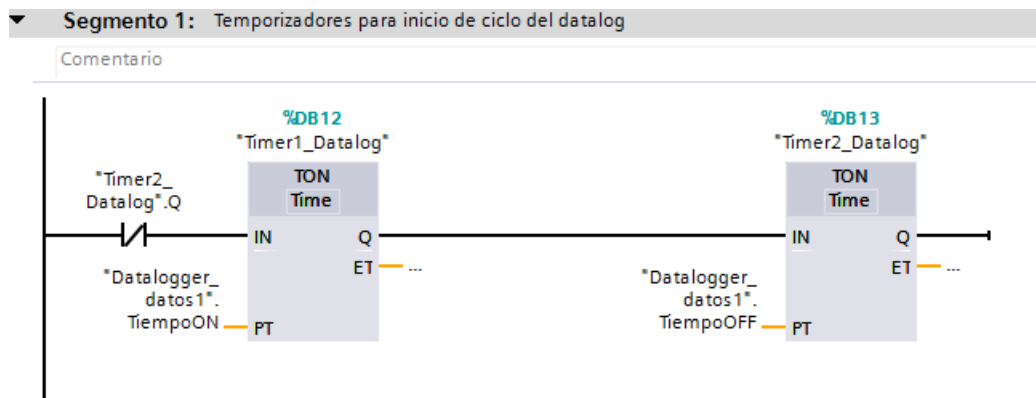 Segmento 1: Temporizadores para inicio de ciclo del datalog
Comentario
%DB12
"Timer1_Datalog"
"Timer2_
Datalog".Q
TON
Time
IN
Q
ET
...
"Datalogger_
datos1".
TiempoON
PT
%DB13
"Timer2_Datalog"
TON
Time
IN
Q
ET
...
"Datalogger_
datos1".
TiempoOFF
PT